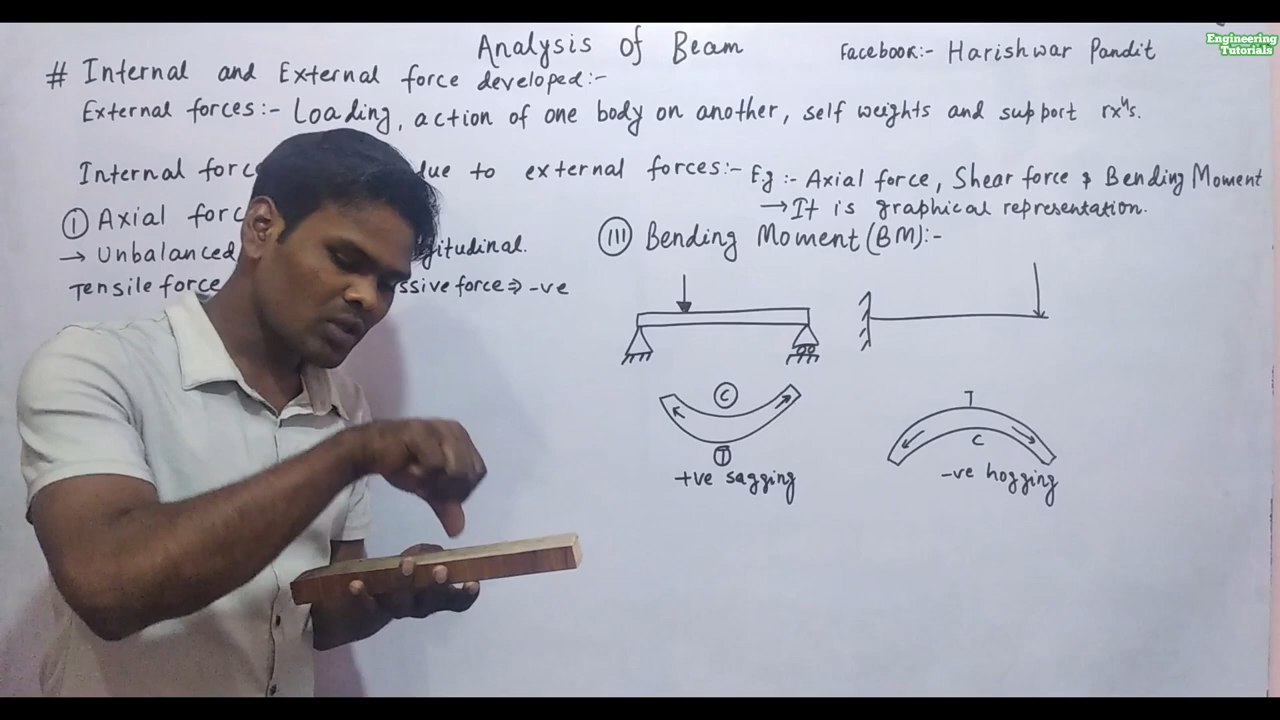 Engineering
Tutorials
Analysis of Beam
Facebook:- Harishwar Pandit
# Internal and External force developed:-
External forces:- Loading, action of one body on another, self weights and support rxⁿs.
Internal forc due to external forces:- E.g :- Axial force, Shear force & Bending Moment
→ It is graphical representation.
(I) Axial forc
→ Unbalanced gitudinal.
Tensile force ssive force ⇒ -ve
(III) Bending Moment (BM):-
C
T
+ve sagging
T
C
-ve hogging